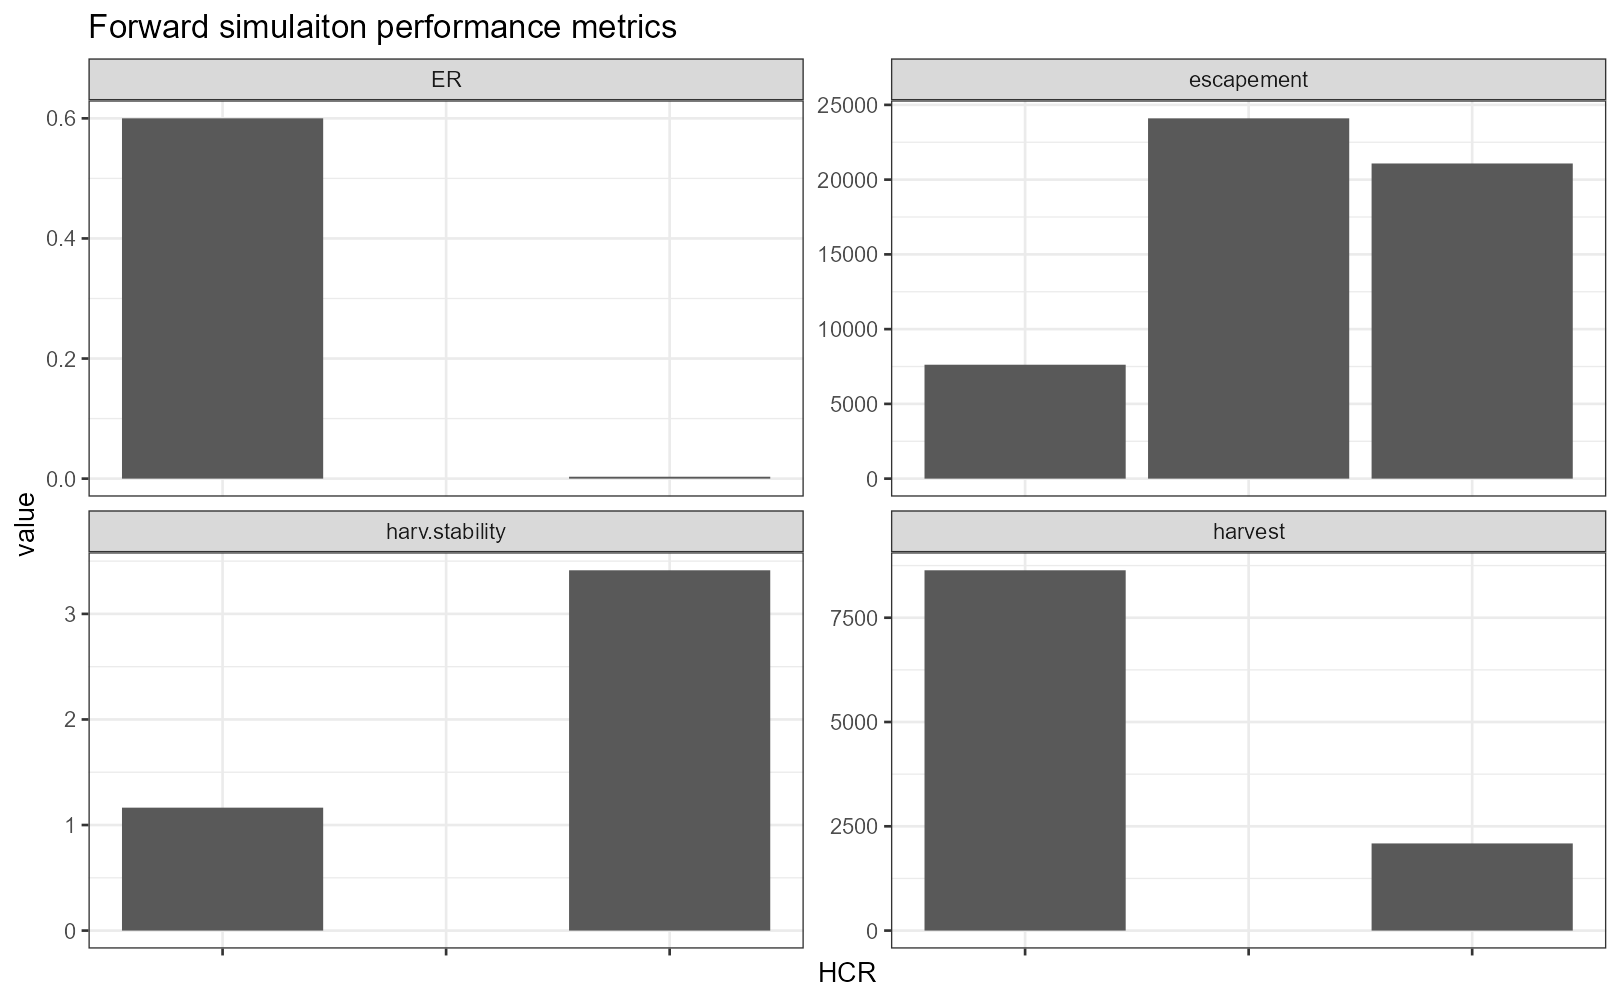 Forward simulaiton performance metrics
ER
escapement
0.6
0.4
0.2
0.0
25000
20000
15000
10000
5000
0
value
harv.stability
harvest
3
2
1
0
7500
5000
2500
0
HCR